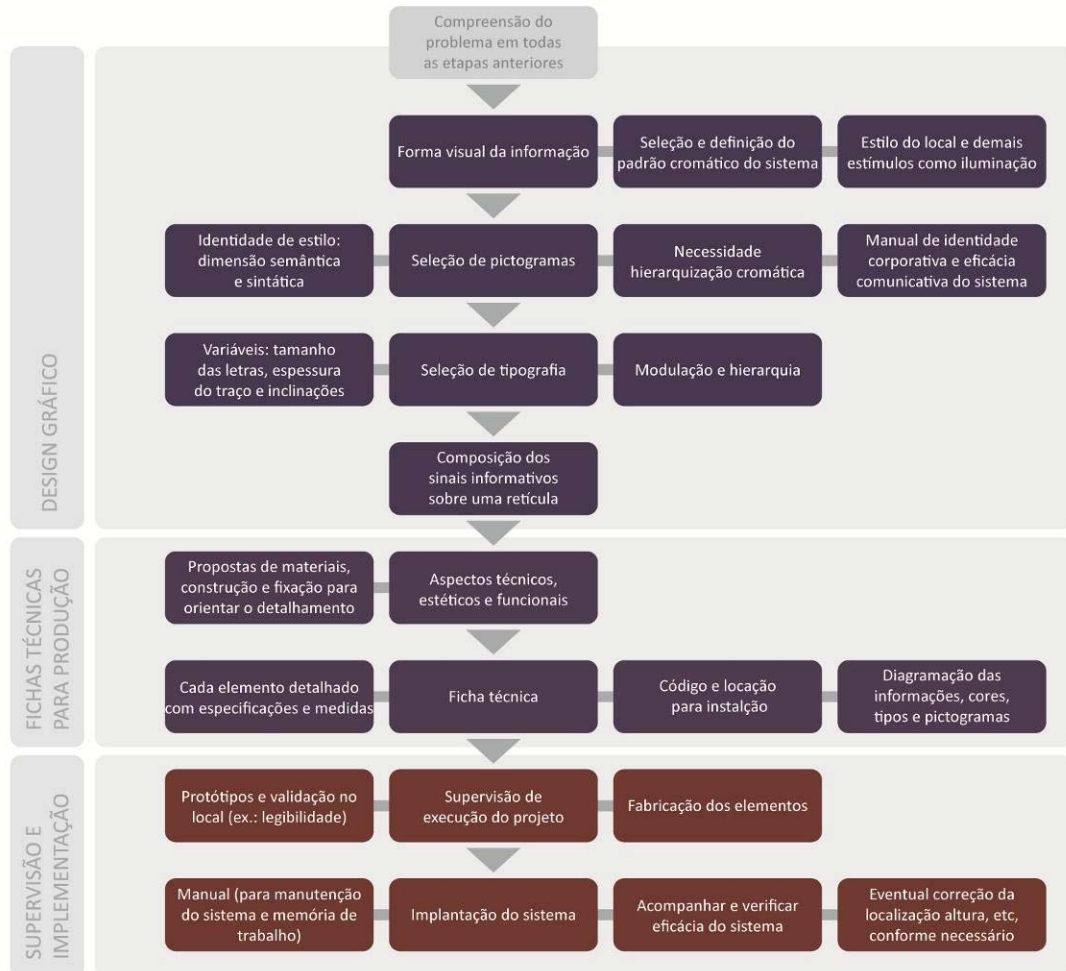 Compreensão do
problema em todas
as etapas anteriores
DESIGN GRÁFICO
Forma visual da informação
Seleção e definição do
padrão cromático do sistema
Estilo do local e demais
estímulos como iluminação
Identidade de estilo:
dimensão semântica
e sintática
Seleção de pictogramas
Necessidade
hierarquização cromática
Manual de identidade
corporativa e eficácia
comunicativa do sistema
Variáveis: tamanho
das letras, espessura
do traço e inclinações
Seleção de tipografia
Modulação e hierarquia
Composição dos
sinais informativos
sobre uma retícula
FICHAS TÉCNICAS
PARA PRODUÇÃO
Propostas de materiais,
construção e fixação para
orientar o detalhamento
Aspectos técnicos,
estéticos e funcionais
Cada elemento detalhado
com especificações e medidas
Ficha técnica
Código e locação
para instalção
Diagramação das
informações, cores,
tipos e pictogramas
SUPERVISÃO E
IMPLEMENTAÇÃO
Protótipos e validação no
local (ex.: legibilidade)
Supervisão de
execução do projeto
Fabricação dos elementos
Manual (para manutenção
do sistema e memória de
trabalho)
Implantação do sistema
Acompanhar e verificar
eficácia do sistema
Eventual correção da
localização altura, etc,
conforme necessário